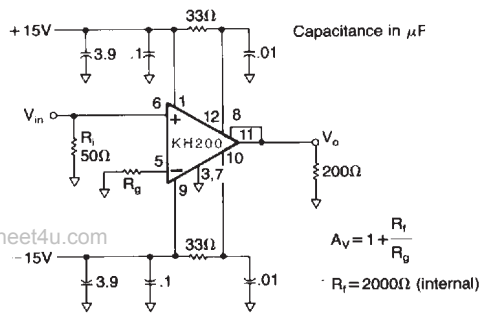 33Ω
+15V
Capacitance in μF
3.9
.1
.01
1
Vin
6
+
12
8
KH200
11
Vo
Ri
50Ω
5
−
10
3,7
Rg
9
200Ω
heet4u.com
33Ω
−15V
3.9
.1
.01
Av = 1 + Rf/Rg
Rf = 2000Ω (internal)